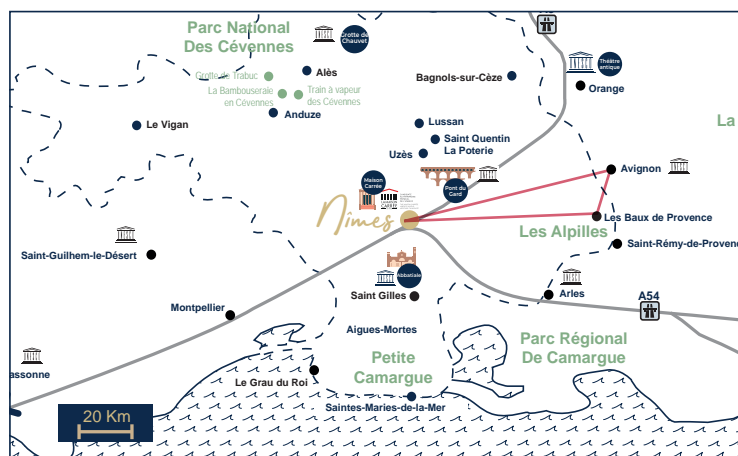 Parc National
Des Cévennes
Grotte de
Chauvet
Théâtre
antique
Grotte de Trabuc
Alès
Bagnols-sur-Cèze
Orange
La Bambouseraie
en Cévennes
Train à vapeur
des Cévennes
Anduze
Lussan
La
Le Vigan
Saint Quentin
La Poterie
Uzès
Avignon
Maison
Carrée
Pont du
Gard
Nîmes
Les Baux de Provence
Les Alpilles
Saint-Rémy-de-Provenc
Saint-Guilhem-le-Désert
Abbatiale
Saint Gilles
Arles
A54
Montpellier
Aigues-Mortes
Parc Régional
De Camargue
assonne
Petite
Camargue
Le Grau du Roi
Saintes-Maries-de-la-Mer
20 Km